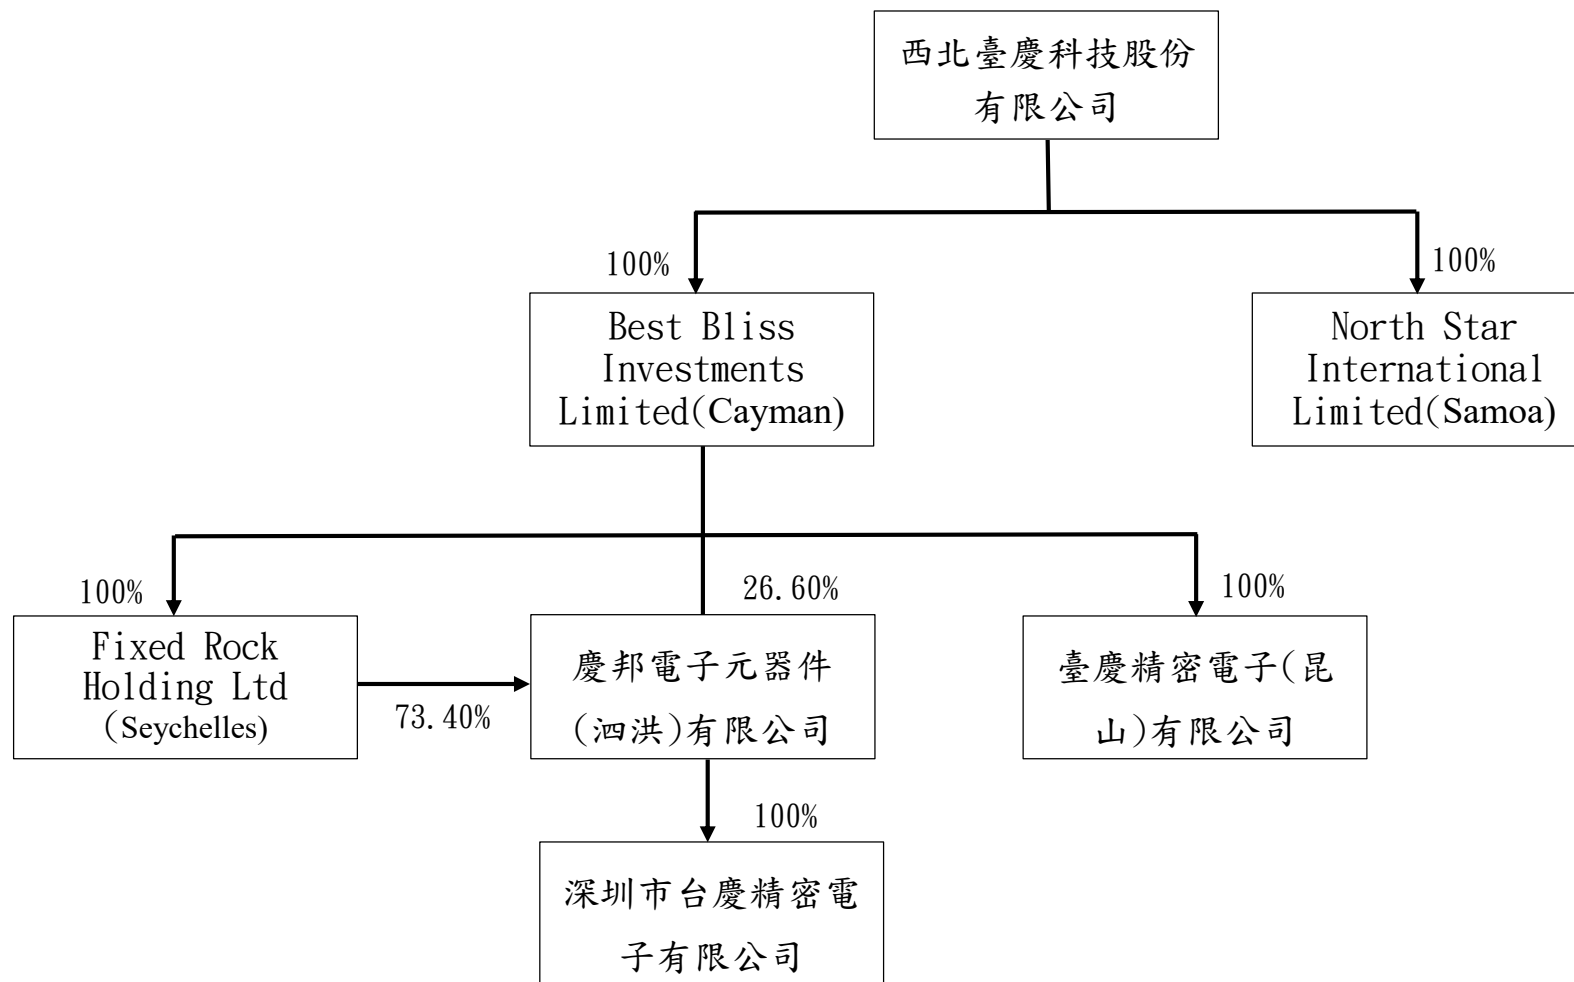 西北臺慶科技股份
有限公司
100%
100%
Best Bliss
Investments
Limited(Cayman)
North Star
International
Limited(Samoa)
100%
26.60%
100%
Fixed Rock
Holding Ltd
(Seychelles)
73.40%
慶邦電子元器件
(泗洪)有限公司
臺慶精密電子(昆
山)有限公司
100%
深圳市台慶精密電
子有限公司